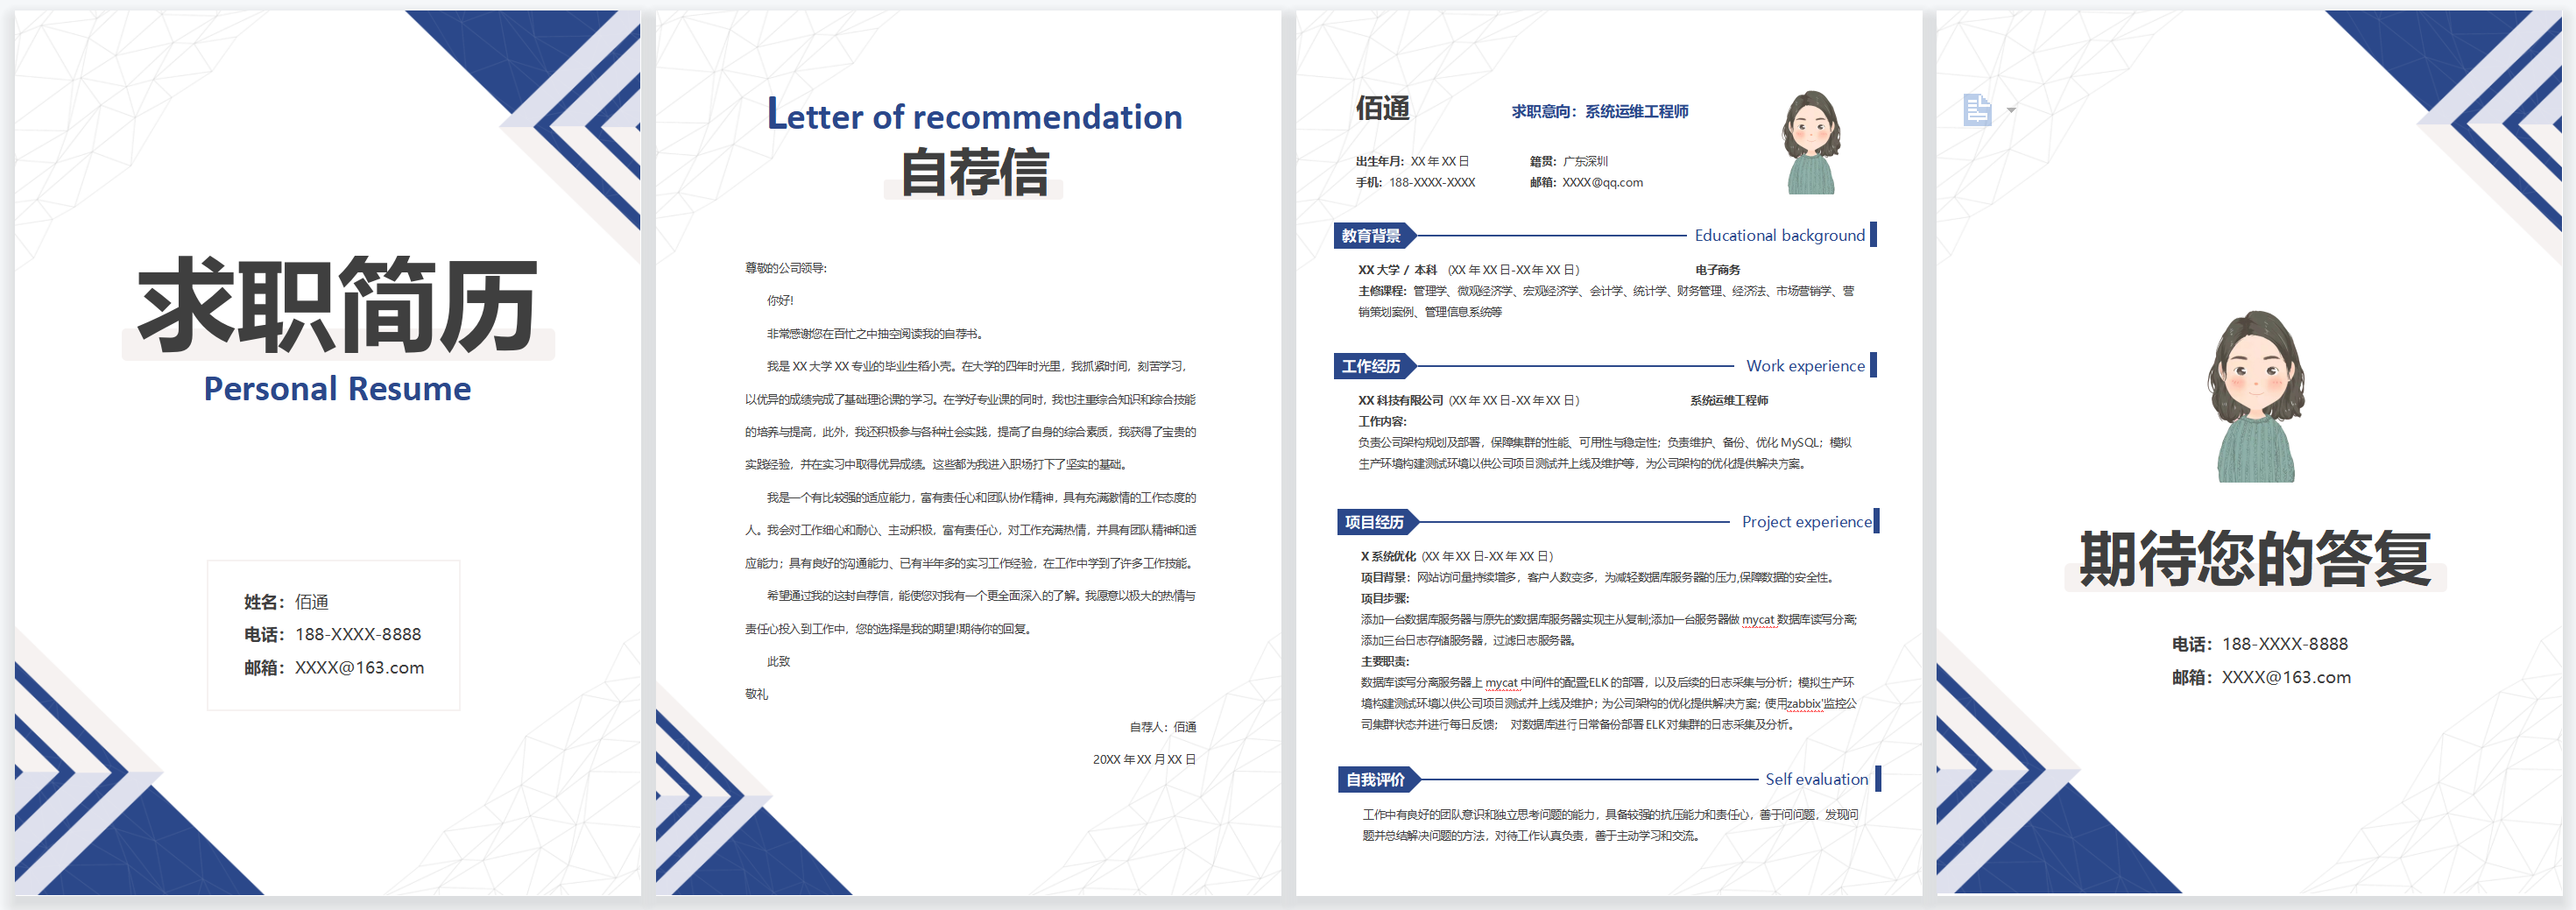 求职简历
Personal Resume
姓名：佰通
电话：188-XXXX-8888
邮箱：XXXX@163.com
Letter of recommendation
自荐信
尊敬的公司领导:
你好!
非常感谢您在百忙之中抽空阅读我的自荐书。
我是 XX 大学 XX 专业的毕业生稻小壳。在大学的四年时光里，我抓紧时间，刻苦学习，
以优异的成绩完成了基础理论课的学习。在学好专业课的同时，我也注重综合知识和综合技能
的培养与提高，此外，我还积极参与各种社会实践，提高了自身的综合素质，我获得了宝贵的
实践经验，并在实习中取得优异成绩。这些都为我进入职场打下了坚实的基础。
我是一个有比较强的适应能力，富有责任心和团队协作精神，具有充满激情的工作态度的
人。我会对工作细心和耐心、主动积极，富有责任心，对工作充满热情，并具有团队精神和适
应能力；具有良好的沟通能力、已有半年多的实习工作经验，在工作中学到了许多工作技能。
希望通过我的这封自荐信，能使您对我有一个更全面深入的了解。我愿意以极大的热情与
责任心投入到工作中，您的选择是我的期望!期待你的回复。
此致
敬礼
自荐人：佰通
20XX 年 XX 月 XX 日
佰通
求职意向：系统运维工程师
出生年月：XX 年 XX 日 籍贯：广东深圳
手机：188-XXXX-XXXX 邮箱：XXXX@qq.com
教育背景 Educational background
XX 大学 / 本科 （XX 年 XX 日-XX 年 XX 日） 电子商务
主修课程：管理学、微观经济学、宏观经济学、会计学、统计学、财务管理、经济法、市场营销学、营
销策划案例、管理信息系统等
工作经历 Work experience
XX 科技有限公司（XX 年 XX 日-XX 年 XX 日） 系统运维工程师
工作内容:
负责公司架构规划及部署，保障集群的性能、可用性与稳定性；负责维护、备份、优化 MySQL；模拟
生产环境构建测试环境以供公司项目测试并上线及维护等，为公司架构的优化提供解决方案。
项目经历 Project experience
X 系统优化（XX 年 XX 日-XX 年 XX 日）
项目背景：网站访问量持续增多，客户人数变多，为减轻数据库服务器的压力,保障数据的安全性。
项目步骤:
添加一台数据库服务器与原先的数据库服务器实现主从复制;添加一台服务器做 mycat 数据库读写分离;
添加三台日志存储服务器，过滤日志服务器。
主要职责:
数据库读写分离服务器上 mycat 中间件的配置;ELK 的部署，以及后续的日志采集与分析；模拟生产环
境构建测试环境以供公司项目测试并上线及维护；为公司架构的优化提供解决方案；使用zabbix'监控公
司集群状态并进行每日反馈； 对数据库进行日常备份部署 ELK 对集群的日志采集及分析。
自我评价 Self evaluation
工作中有良好的团队意识和独立思考问题的能力，具备较强的抗压能力和责任心，善于问问题，发现问
题并总结解决问题的方法，对待工作认真负责，善于主动学习和交流。
期待您的答复
电话：188-XXXX-8888
邮箱：XXXX@163.com